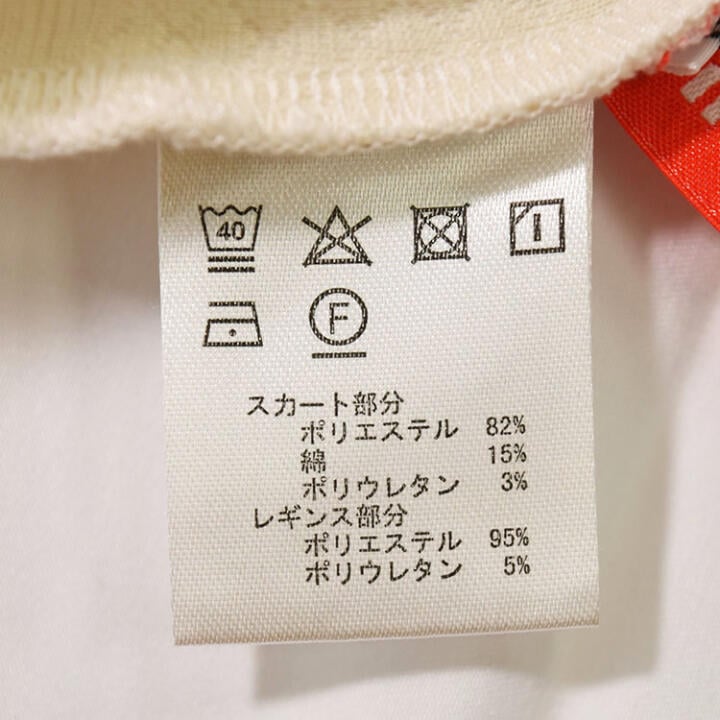 40
F
スカート部分
ポリエステル 82%
綿 15%
ポリウレタン 3%
レギンス部分
ポリエステル 95%
ポリウレタン 5%